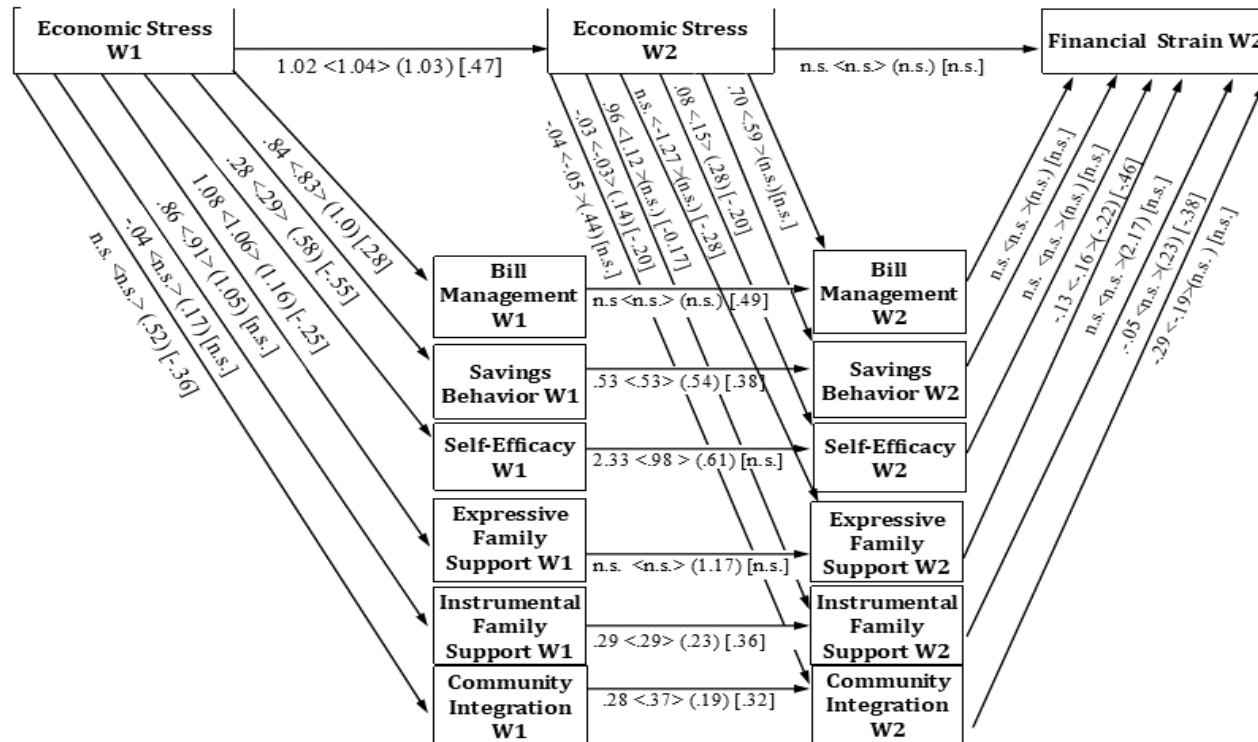 Economic Stress
W1
Economic Stress
W2
Financial Strain W2
1.02 <1.04> (1.03) [.47]
n.s. <n.s.> (n.s.) [n.s.]
.84 <.83> (1.0) [.28]
.28 <.29> (.58) [-.55]
1.08 <1.06> (1.16) [-.25]
.86 <.91> (1.05) [n.s.]
-.04 <n.s.> (.17) [n.s.]
n.s. <n.s.> (.52) [-.36]
.70 <.59 >(n.s.)[n.s.]
.08 <.15> (.28) [-.20]
n.s. <-1.27 >(n.s.) [-.28]
.96 <1.12 >(n.s.) [-0.17]
-.03 <-.03> (.14) [-.20]
-.04 <-.05 >(.44) [n.s.]
n.s. <n.s. >(n.s.) [n.s.]
n.s. <n.s. >(n.s.) [n.s.]
-.13 <-.16 >(-.22) [-.46]
n.s. <n.s. >(2.17) [n.s.]
-.05 <n.s. >(.23) [-.38]
-.29 <-.19>(n.s. ) [n.s.]
Bill
Management
W1
n.s <n.s.> (n.s.) [.49]
Bill
Management
W2
Savings
Behavior W1
.53 <.53> (.54) [.38]
Savings
Behavior W2
Self-Efficacy
W1
2.33 <.98 > (.61) [n.s.]
Self-Efficacy
W2
Expressive
Family
Support W1
n.s. <n.s.> (1.17) [n.s.]
Expressive
Family
Support W2
Instrumental
Family
Support W1
.29 <.29> (.23) [.36]
Instrumental
Family
Support W2
Community
Integration
W1
.28 <.37> (.19) [.32]
Community
Integration
W2